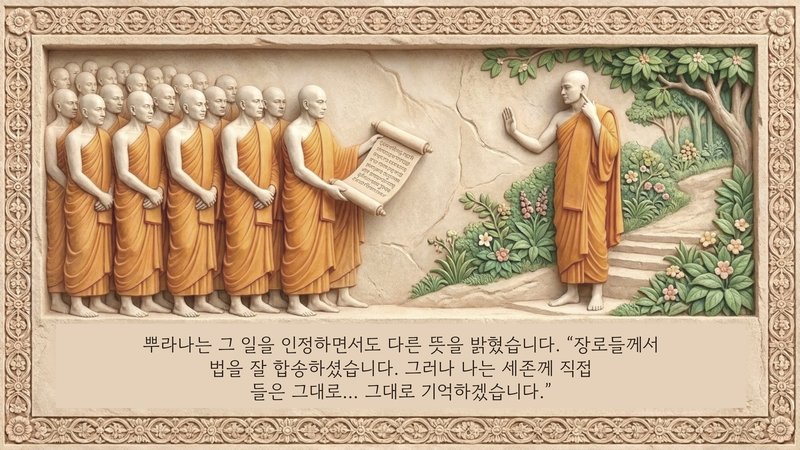 뿌라나는 그 일을 인정하면서도 다른 뜻을 밝혔습니다. “장로들께서
법을 잘 합송하셨습니다. 그러나 나는 세존께 직접
들은 그대로... 그대로 기억하겠습니다.”